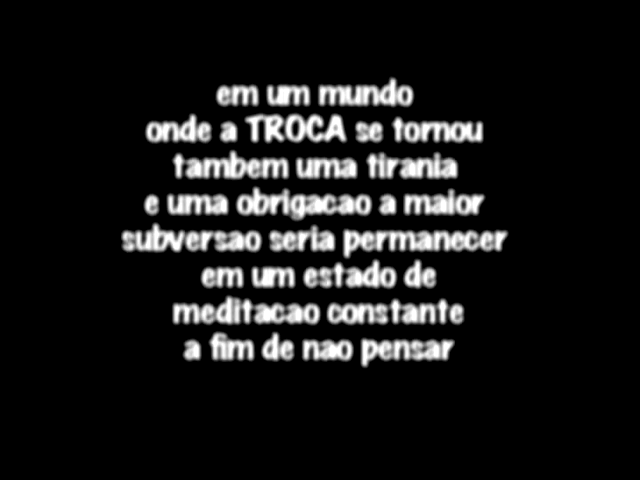 em um mundo
onde a TROCA se tornou
tambem uma tirania
e uma obrigacao a maior
subversao seria permanecer
em um estado de
meditacao constante
a fim de nao pensar